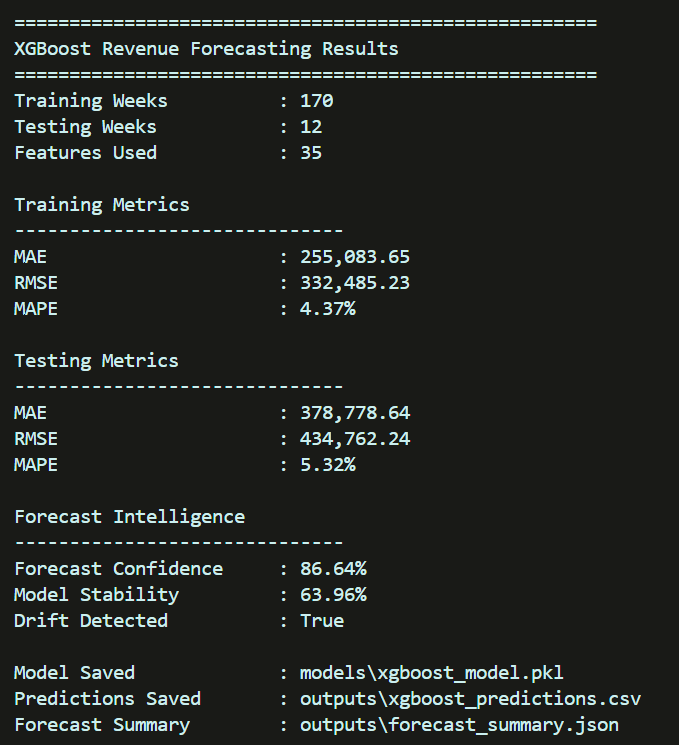 =====================================================
XGBoost Revenue Forecasting Results
=====================================================
Training Weeks          : 170
Testing Weeks           : 12
Features Used           : 35
Training Metrics
------------------------------
MAE                     : 255,083.65
RMSE                    : 332,485.23
MAPE                    : 4.37%
Testing Metrics
------------------------------
MAE                     : 378,778.64
RMSE                    : 434,762.24
MAPE                    : 5.32%
Forecast Intelligence
------------------------------
Forecast Confidence     : 86.64%
Model Stability         : 63.96%
Drift Detected          : True
Model Saved             : models\xgboost_model.pkl
Predictions Saved       : outputs\xgboost_predictions.csv
Forecast Summary        : outputs\forecast_summary.json